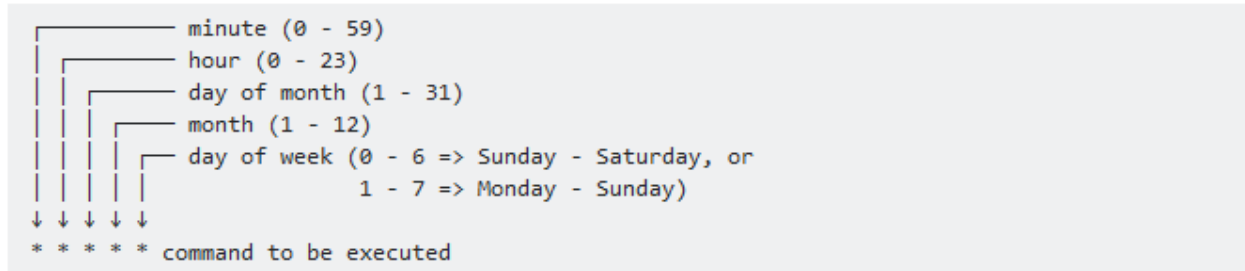 ┌───────── minute (0 - 59)
│ ┌─────── hour (0 - 23)
│ │ ┌───── day of month (1 - 31)
│ │ │ ┌─── month (1 - 12)
│ │ │ │ ┌─ day of week (0 - 6 => Sunday - Saturday, or
│ │ │ │ │                1 - 7 => Monday - Sunday)
↓ ↓ ↓ ↓ ↓
* * * * * command to be executed